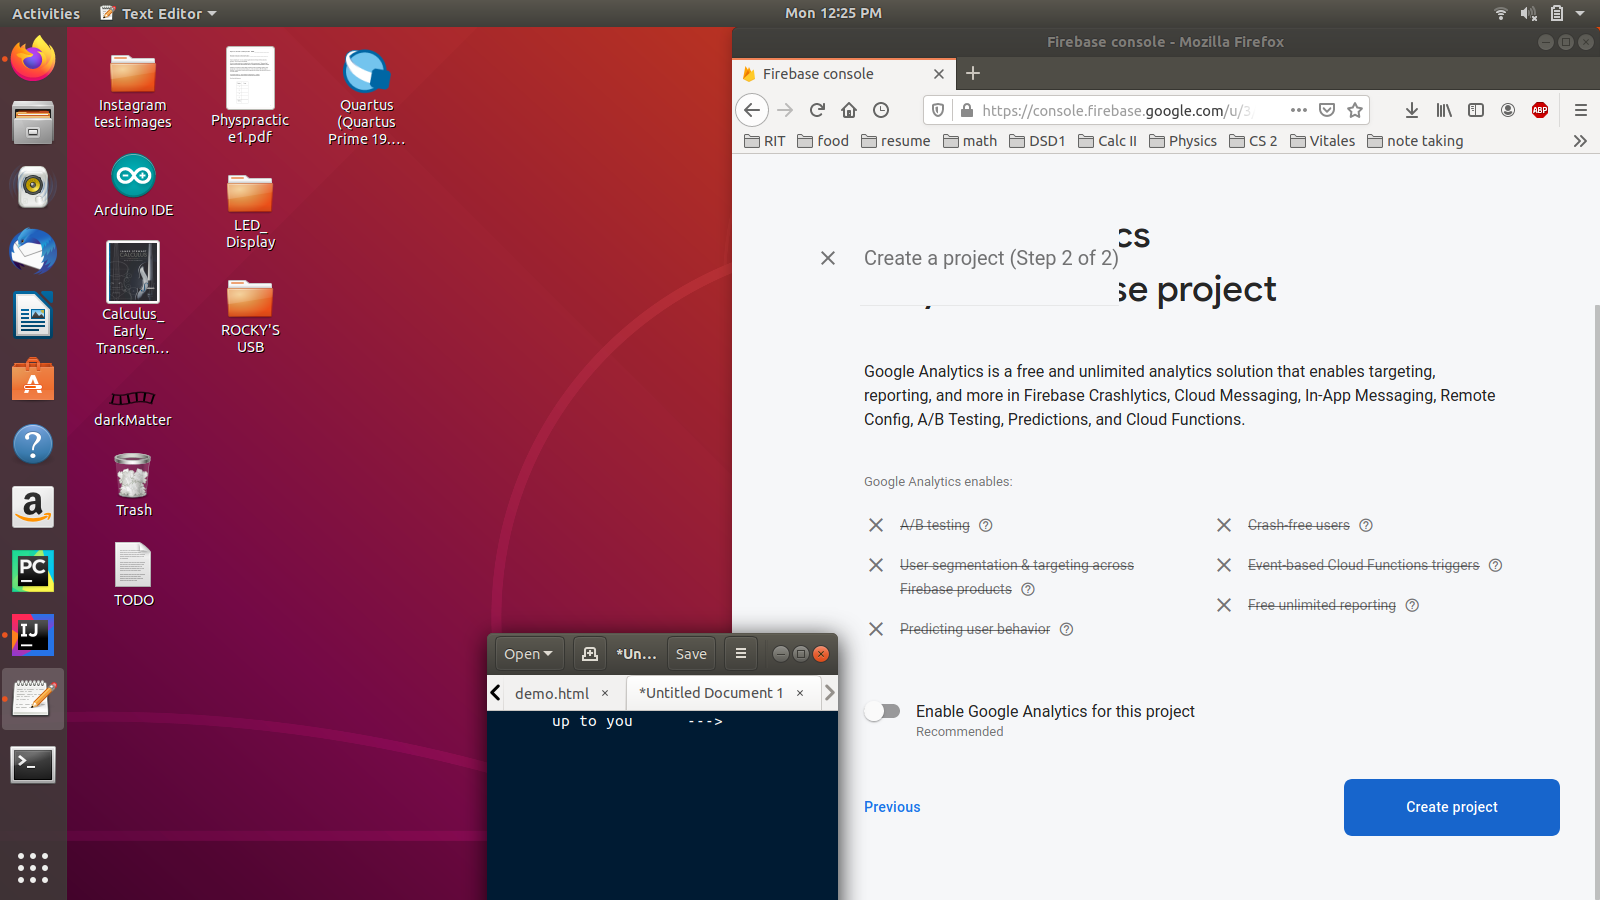 Activities
Text Editor
Mon 12:25 PM
Instagram
test images
Physpractic
e1.pdf
Quartus
(Quartus
Prime 19....
Arduino IDE
LED_
Display
Calculus_
Early_
Transcen...
ROCKY'S
USB
darkMatter
Trash
TODO
Firebase console - Mozilla Firefox
Firebase console
https://console.firebase.google.com/u/3
ABP
RIT
food
resume
math
DSD1
Calc II
Physics
CS 2
Vitales
note taking
cs
Create a project (Step 2 of 2)
se project
Google Analytics is a free and unlimited analytics solution that enables targeting,
reporting, and more in Firebase Crashlytics, Cloud Messaging, In-App Messaging, Remote
Config, A/B Testing, Predictions, and Cloud Functions.
Google Analytics enables:
A/B testing
User segmentation & targeting across
Firebase products
Predicting user behavior
Crash-free users
Event-based Cloud Functions triggers
Free unlimited reporting
Enable Google Analytics for this project
Recommended
Previous
Create project
Open
*Un...
Save
demo.html
*Untitled Document 1
up to you      --->
PC
IJ